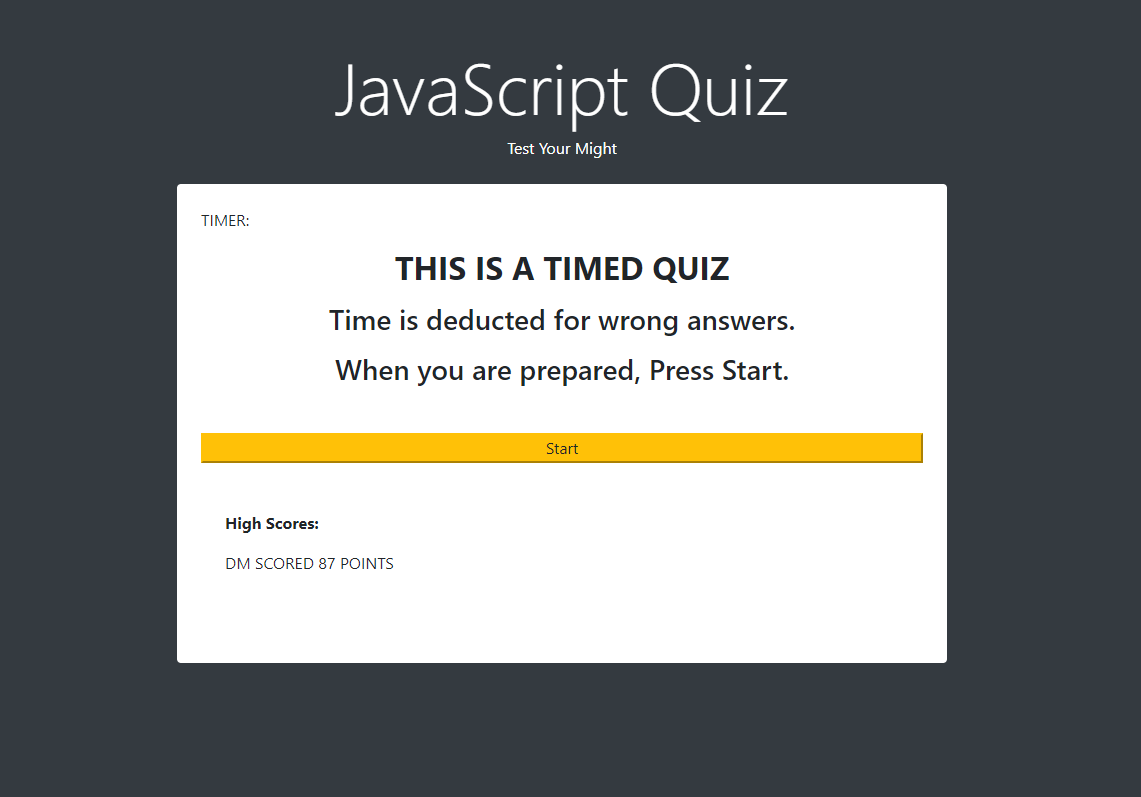 JavaScript Quiz
Test Your Might
TIMER:
THIS IS A TIMED QUIZ
Time is deducted for wrong answers.
When you are prepared, Press Start.
Start
High Scores:
DM SCORED 87 POINTS